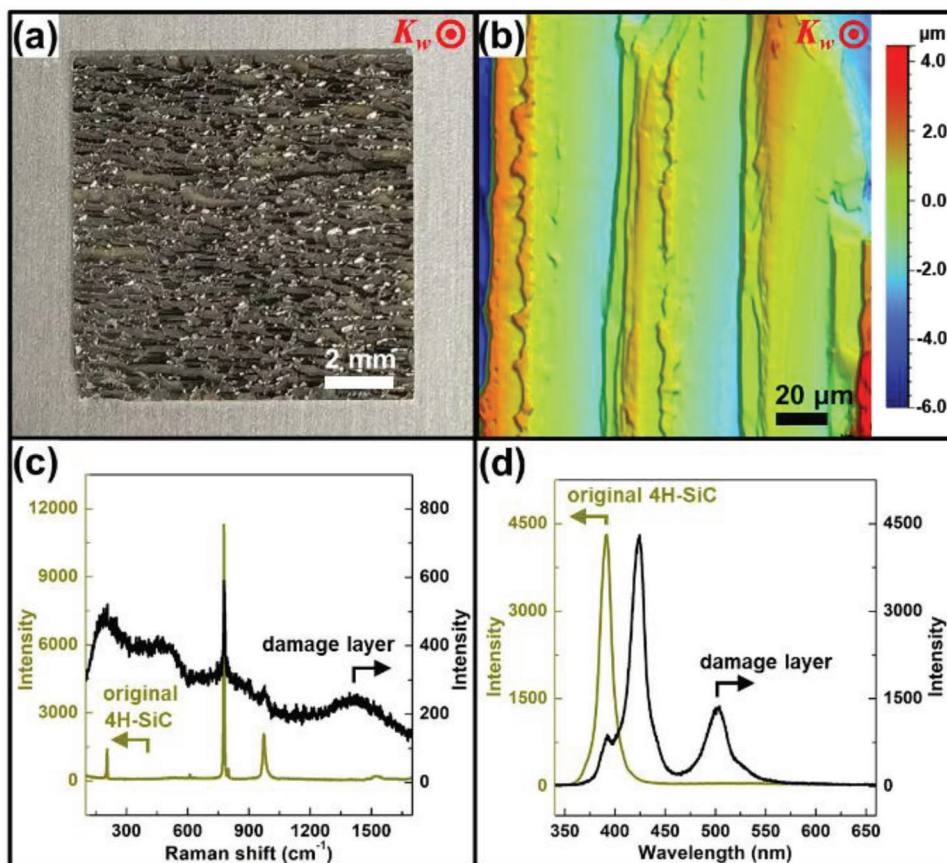 (a)
K_w ⊙
2 mm
(b)
K_w ⊙
20 µm
µm
4.0
2.0
0.0
-2.0
-4.0
-6.0
(c)
12000
9000
6000
3000
0
Intensity
800
600
400
200
0
Intensity
damage layer
original
4H-SiC
300 600 900 1200 1500
Raman shift (cm⁻¹)
(d)
original 4H-SiC
4500
3000
1500
0
Intensity
4500
3000
1500
0
Intensity
damage layer
350 400 450 500 550 600 650
Wavelength (nm)